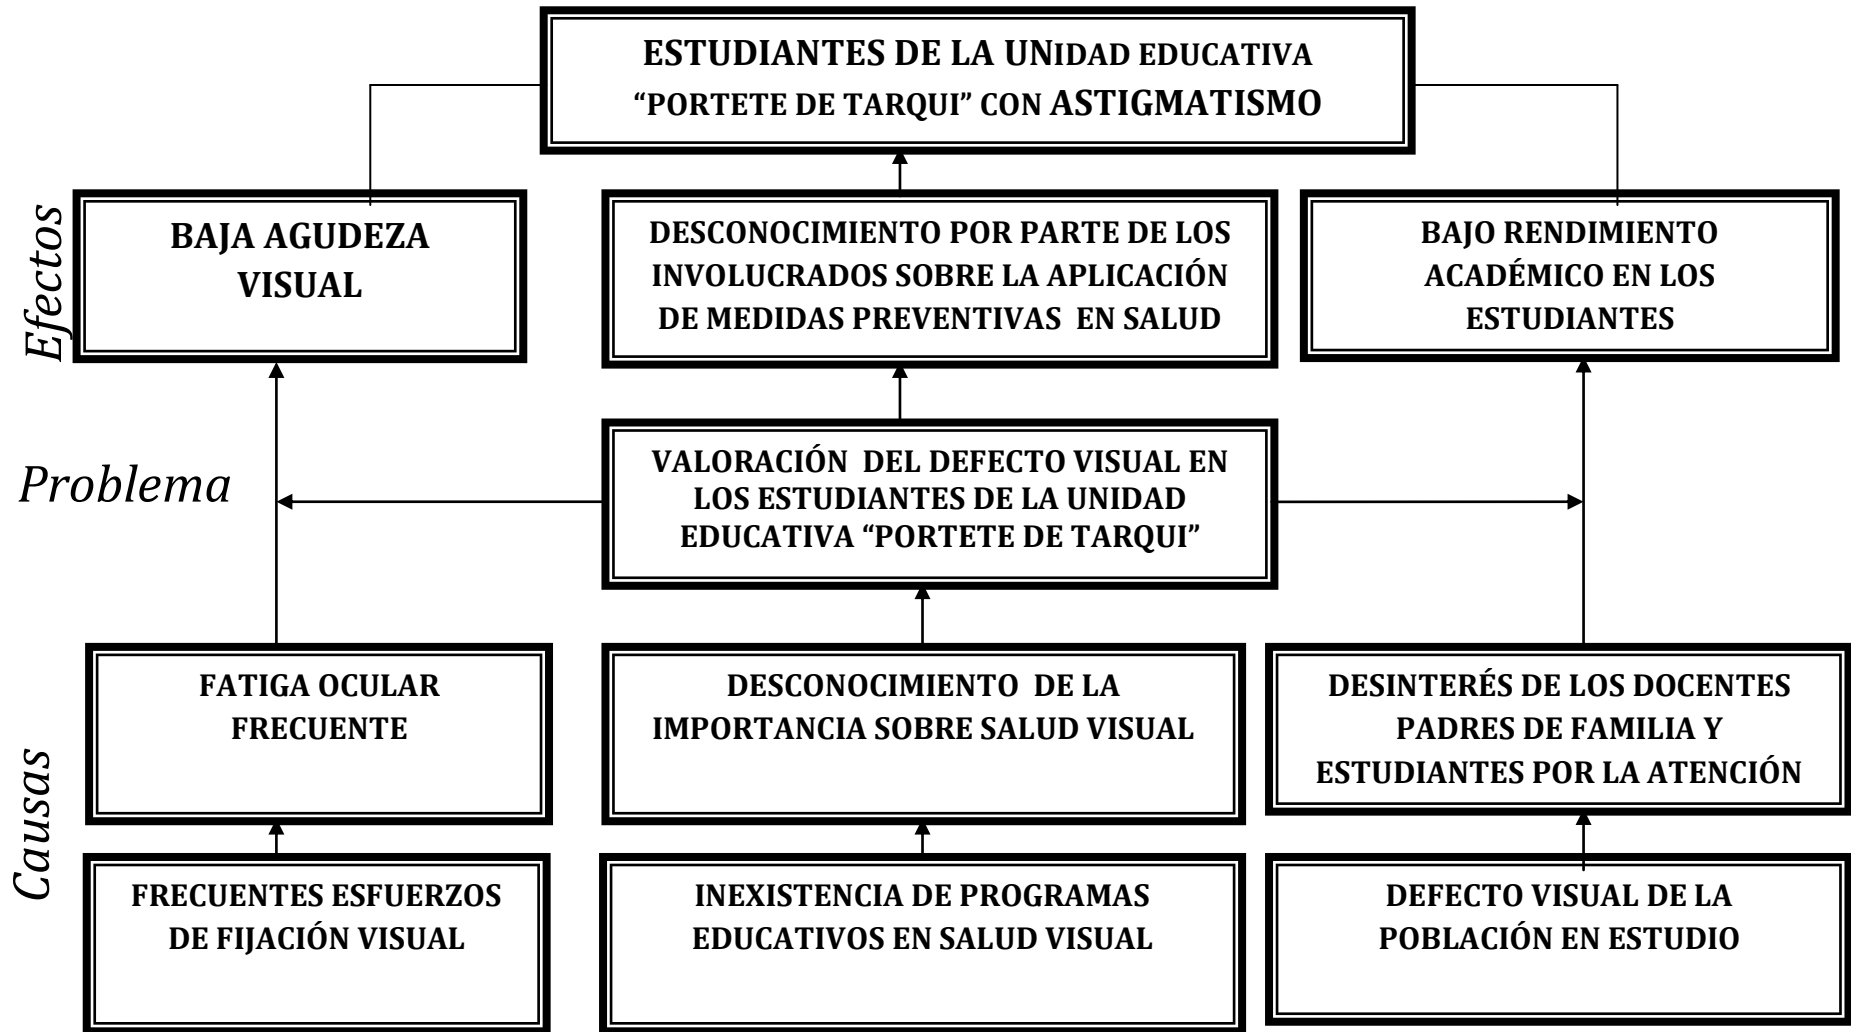 ESTUDIANTES DE LA UNIDAD EDUCATIVA
“PORTETE DE TARQUI” CON ASTIGMATISMO
Efectos
BAJA AGUDEZA
VISUAL
DESCONOCIMIENTO POR PARTE DE LOS
INVOLUCRADOS SOBRE LA APLICACIÓN
DE MEDIDAS PREVENTIVAS EN SALUD
BAJO RENDIMIENTO
ACADÉMICO EN LOS
ESTUDIANTES
Problema
VALORACIÓN DEL DEFECTO VISUAL EN
LOS ESTUDIANTES DE LA UNIDAD
EDUCATIVA “PORTETE DE TARQUI”
Causas
FATIGA OCULAR
FRECUENTE
DESCONOCIMIENTO DE LA
IMPORTANCIA SOBRE SALUD VISUAL
DESINTERÉS DE LOS DOCENTES
PADRES DE FAMILIA Y
ESTUDIANTES POR LA ATENCIÓN
FRECUENTES ESFUERZOS
DE FIJACIÓN VISUAL
INEXISTENCIA DE PROGRAMAS
EDUCATIVOS EN SALUD VISUAL
DEFECTO VISUAL DE LA
POBLACIÓN EN ESTUDIO